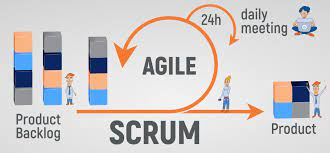 24h
daily
meeting
AGILE
Product
Backlog
SCRUM
Product